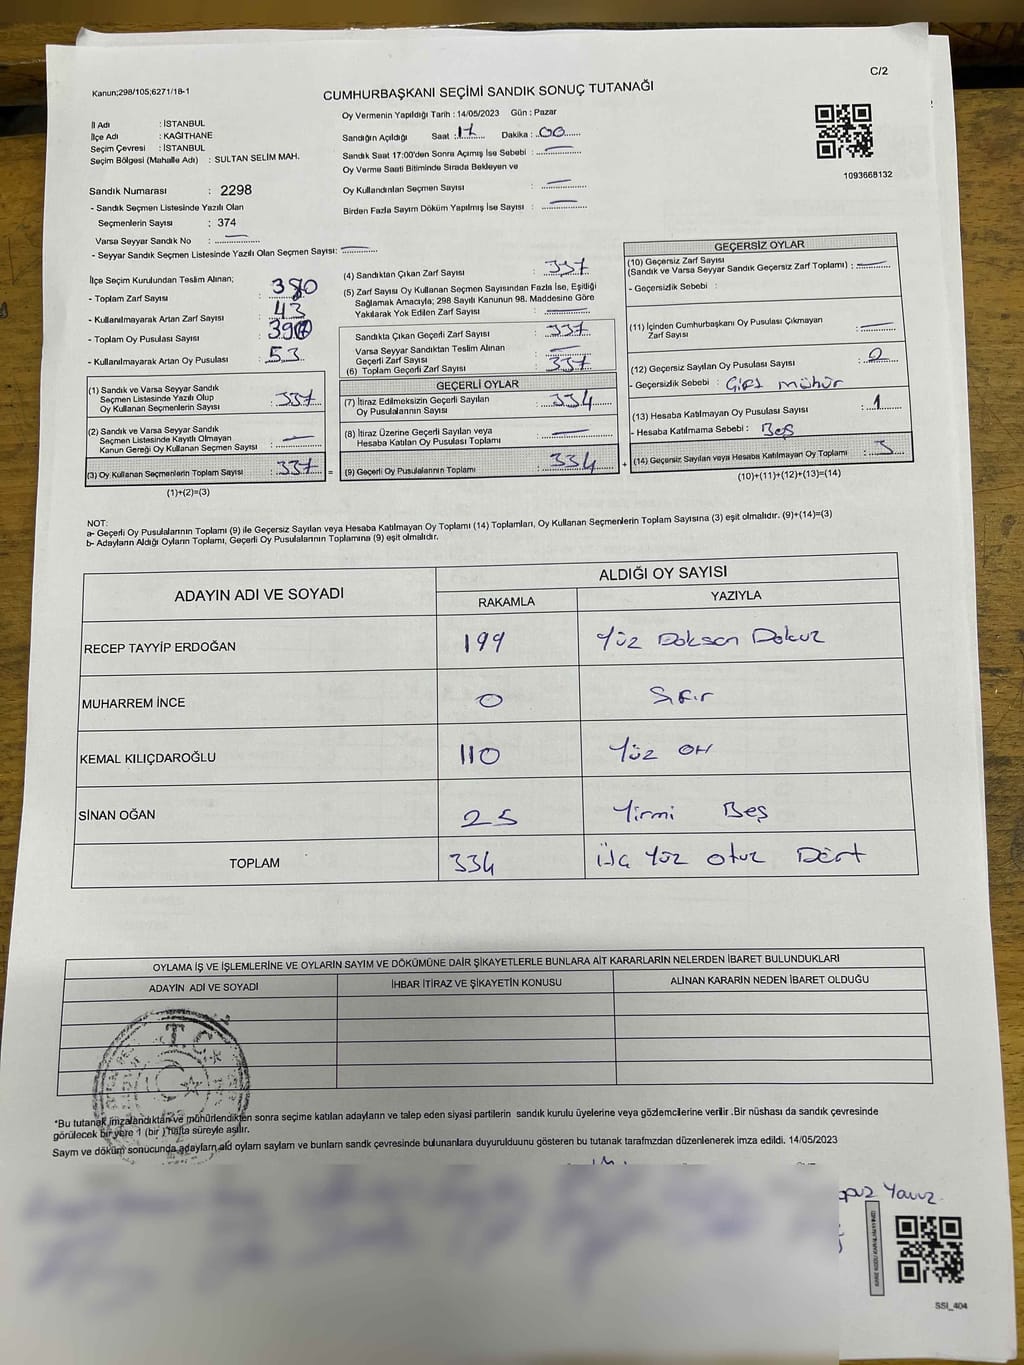 C/2
Kanun;298/105;6271/18-1
CUMHURBAŞKANI SEÇİMİ SANDIK SONUÇ TUTANAĞI
İl Adı : İSTANBUL
İlçe Adı : KAĞITHANE
Seçim Çevresi : İSTANBUL
Seçim Bölgesi (Mahalle Adı) : SULTAN SELİM MAH.
Oy Vermenin Yapıldığı Tarih : 14/05/2023 Gün : Pazar
Sandığın Açıldığı Saat : 17 Dakika : 00
Sandık Saat 17:00'den Sonra Açımış İse Sebebi : —
Oy Verme Saati Bitiminde Sırada Bekleyen ve
Oy Kullandırılan Seçmen Sayısı : —
Birden Fazla Sayım Döküm Yapılmış İse Sayısı : —
1093668132
Sandık Numarası : 2298
- Sandık Seçmen Listesinde Yazılı Olan
Seçmenlerin Sayısı : 374
Varsa Seyyar Sandık No : —
- Seyyar Sandık Seçmen Listesinde Yazılı Olan Seçmen Sayısı: —
İlçe Seçim Kurulundan Teslim Alınan;
- Toplam Zarf Sayısı : 380
- Kullanılmayarak Artan Zarf Sayısı : 43
- Toplam Oy Pusulası Sayısı : 390
- Kullanılmayarak Artan Oy Pusulası : 53
(1) Sandık ve Varsa Seyyar Sandık
Seçmen Listesinde Yazılı Olup
Oy Kullanan Seçmenlerin Sayısı : 337
(2) Sandık ve Varsa Seyyar Sandık
Seçmen Listesinde Kayıtlı Olmayan
Kanun Gereği Oy Kullanan Seçmen Sayısı : —
(3) Oy Kullanan Seçmenlerin Toplam Sayısı : 337 =
(1)+(2)=(3)
(4) Sandıktan Çıkan Zarf Sayısı : 337
(5) Zarf Sayısı Oy Kullanan Seçmen Sayısından Fazla İse, Eşitliği
Sağlamak Amacıyla; 298 Sayılı Kanunun 98. Maddesine Göre
Yakılarak Yok Edilen Zarf Sayısı : —
Sandıkta Çıkan Geçerli Zarf Sayısı : 337
Varsa Seyyar Sandıktan Teslim Alınan
Geçerli Zarf Sayısı : —
(6) Toplam Geçerli Zarf Sayısı : 337
GEÇERLİ OYLAR
(7) İtiraz Edilmeksizin Geçerli Sayılan
Oy Pusulalarının Sayısı : 334
(8) İtiraz Üzerine Geçerli Sayılan veya
Hesaba Katılan Oy Pusulası Toplamı : —
(9) Geçerli Oy Pusulalarının Toplamı : 334 +
GEÇERSİZ OYLAR
(10) Geçersiz Zarf Sayısı
(Sandık ve Varsa Seyyar Sandık Geçersiz Zarf Toplamı) : —
- Geçersizlik Sebebi :
(11) İçinden Cumhurbaşkanı Oy Pusulası Çıkmayan
Zarf Sayısı : —
(12) Geçersiz Sayılan Oy Pusulası Sayısı : 2
- Geçersizlik Sebebi : Çift mühür
(13) Hesaba Katılmayan Oy Pusulası Sayısı : 1
- Hesaba Katılmama Sebebi : Boş
(14) Geçersiz Sayılan veya Hesaba Katılmayan Oy Toplamı : 3
(10)+(11)+(12)+(13)=(14)
NOT:
a- Geçerli Oy Pusulalarının Toplamı (9) ile Geçersiz Sayılan veya Hesaba Katılmayan Oy Toplamı (14) Toplamları, Oy Kullanan Seçmenlerin Toplam Sayısına (3) eşit olmalıdır. (9)+(14)=(3)
b- Adayların Aldığı Oyların Toplamı, Geçerli Oy Pusulalarının Toplamına (9) eşit olmalıdır.
ADAYIN ADI VE SOYADI
ALDIĞI OY SAYISI
RAKAMLA YAZIYLA
RECEP TAYYİP ERDOĞAN 199 Yüz Doksan Dokuz
MUHARREM İNCE 0 Sıfır
KEMAL KILIÇDAROĞLU 110 Yüz on
SİNAN OĞAN 25 Yirmi Beş
TOPLAM 334 Üç Yüz Otuz Dört
OYLAMA İŞ VE İŞLEMLERİNE VE OYLARIN SAYIM VE DÖKÜMÜNE DAİR ŞİKAYETLERLE BUNLARA AİT KARARLARIN NELERDEN İBARET BULUNDUKLARI
ADAYIN ADI VE SOYADI İHBAR İTİRAZ VE ŞİKAYETİN KONUSU ALINAN KARARIN NEDEN İBARET OLDUĞU
T.C.
*Bu tutanak imzalandıktan ve mühürlendikten sonra seçime katılan adayların ve talep eden siyasi partilerin sandık kurulu üyelerine veya gözlemcilerine verilir .Bir nüshası da sandık çevresinde
görülecek bir yere 1 (bir ) hafta süreyle asılır.
Saym ve döküm sonucunda adayların ald oyların saylam ve bunların sandk çevresinde bulunanlara duyurulduunu gösteren bu tutanak tarafmzdan düzenlenerek imza edildi. 14/05/2023
Yavuz
SSİ_404